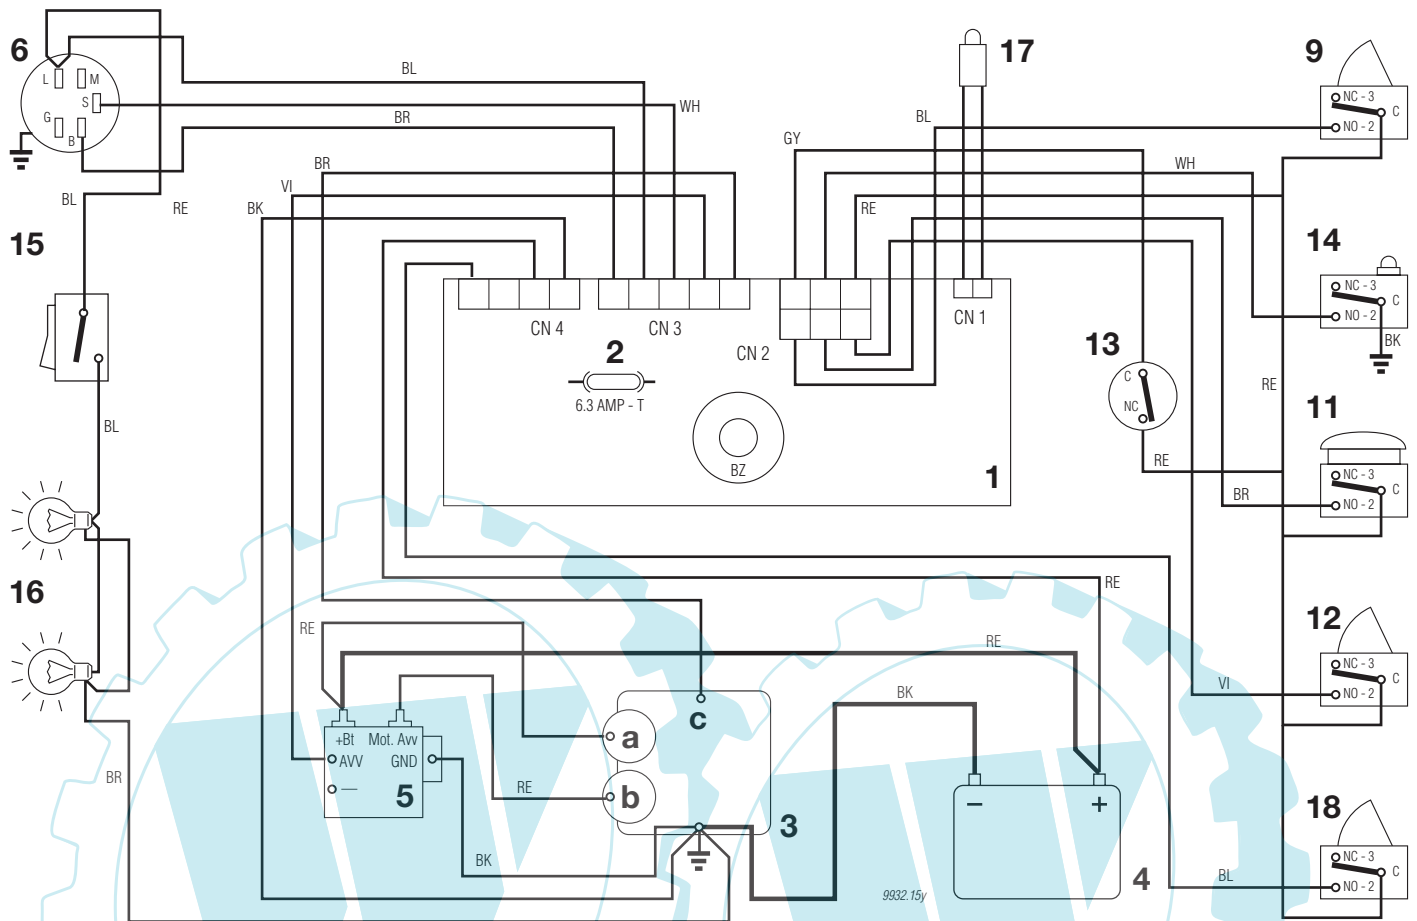 6
L
M
S
G
B
BL
WH
BR
BR
VI
BK
BL
RE
15
BL
16
BR
17
BL
GY
WH
RE
9
NC - 3
C
NO - 2
14
NC - 3
C
NO - 2
BK
CN 4
CN 3
CN 2
CN 1
2
6.3 AMP - T
BZ
1
13
C
NC
RE
RE
11
NC - 3
C
NO - 2
BR
RE
12
NC - 3
C
NO - 2
VI
RE
RE
BK
+Bt
Mot. Avv
AVV
GND
—
5
RE
BK
a
b
c
3
−
+
4
9932.15y
18
NC - 3
C
NO - 2
BL